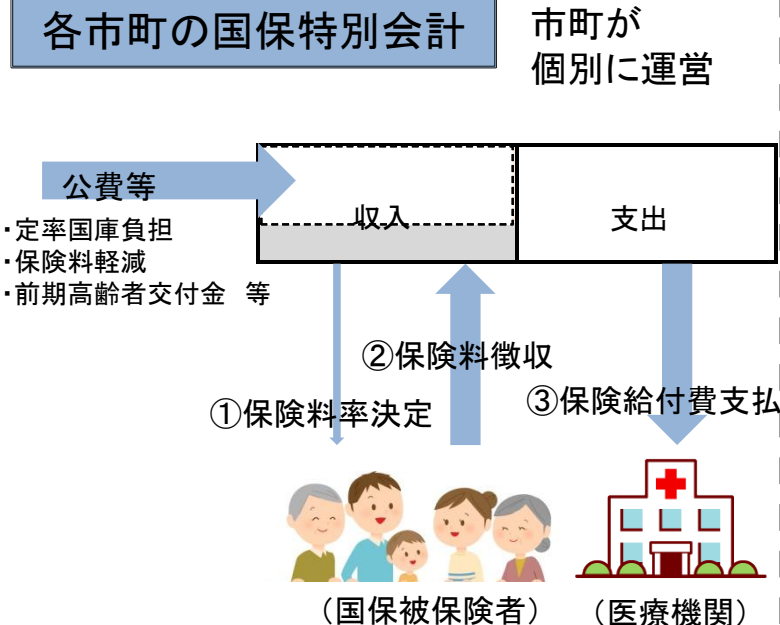 各市町の国保特別会計
市町が
個別に運営
公費等
・定率国庫負担
・保険料軽減
・前期高齢者交付金　等
収入
支出
②保険料徴収
①保険料率決定
③保険給付費支払
（国保被保険者）
（医療機関）